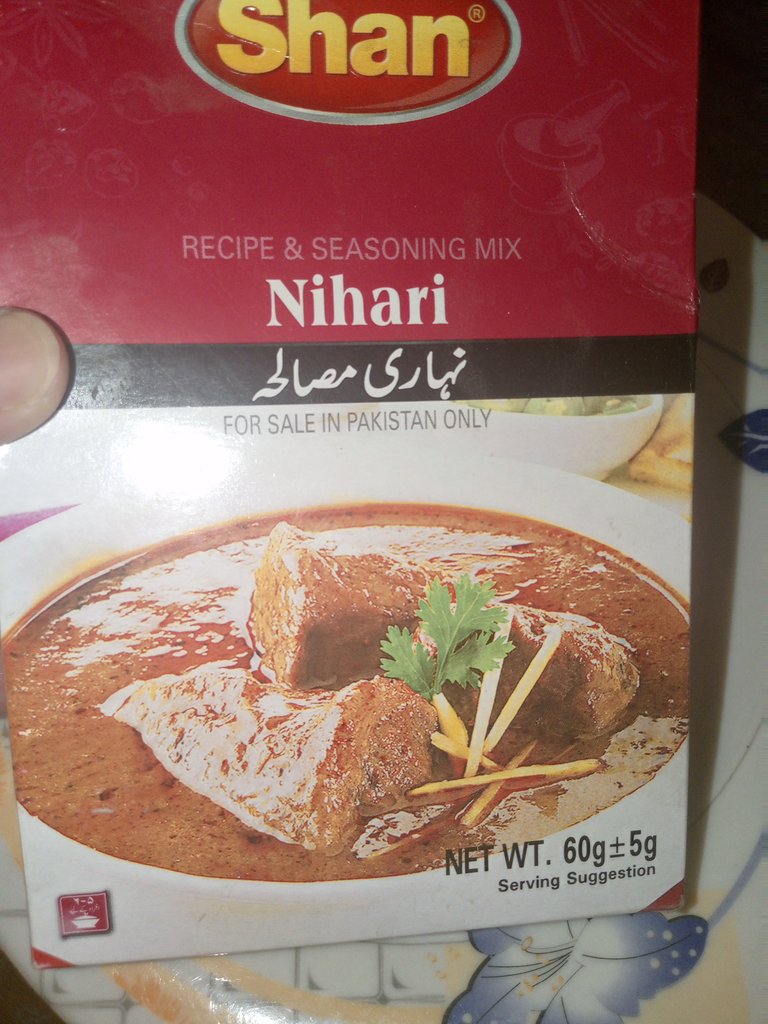 Shan®
RECIPE & SEASONING MIX
Nihari
نہاری مصالحہ
FOR SALE IN PAKISTAN ONLY
NET WT. 60g±5g
Serving Suggestion